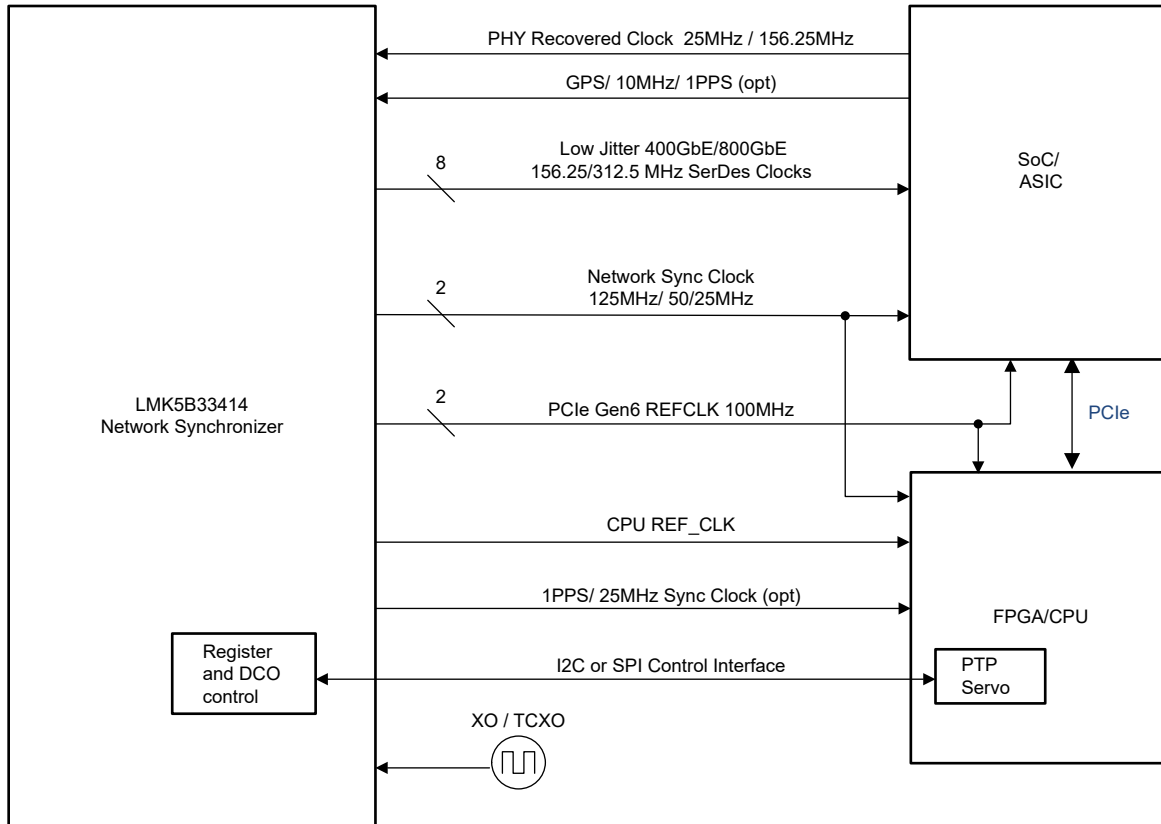 PHY Recovered Clock 25MHz / 156.25MHz
GPS/ 10MHz/ 1PPS (opt)
8
Low Jitter 400GbE/800GbE
156.25/312.5 MHz SerDes Clocks
SoC/
ASIC
2
Network Sync Clock
125MHz/ 50/25MHz
LMK5B33414
Network Synchronizer
2
PCIe Gen6 REFCLK 100MHz
PCIe
CPU REF_CLK
1PPS/ 25MHz Sync Clock (opt)
FPGA/CPU
Register
and DCO
control
I2C or SPI Control Interface
PTP
Servo
XO / TCXO